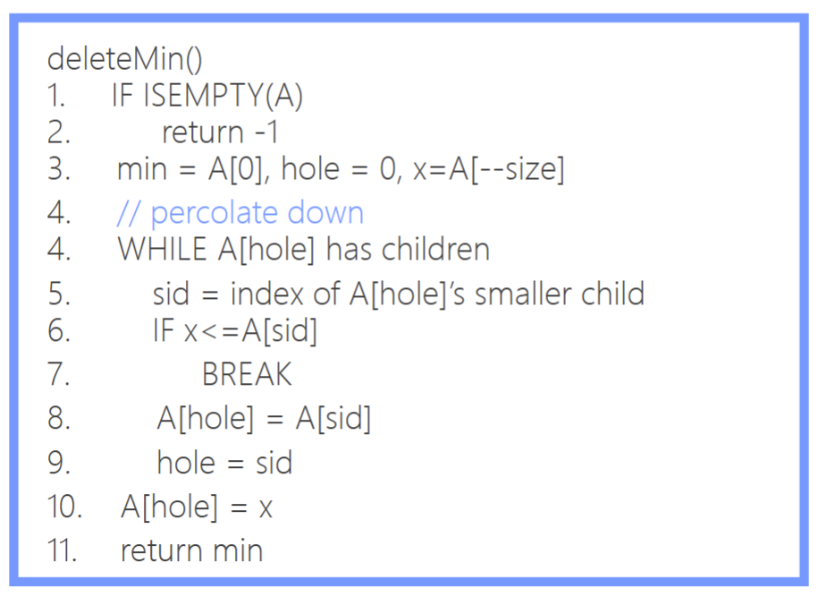 deleteMin()
1. IF ISEMPTY(A)
2. return -1
3. min = A[0], hole = 0, x=A[--size]
4. // percolate down
4. WHILE A[hole] has children
5. sid = index of A[hole]'s smaller child
6. IF x<=A[sid]
7. BREAK
8. A[hole] = A[sid]
9. hole = sid
10. A[hole] = x
11. return min